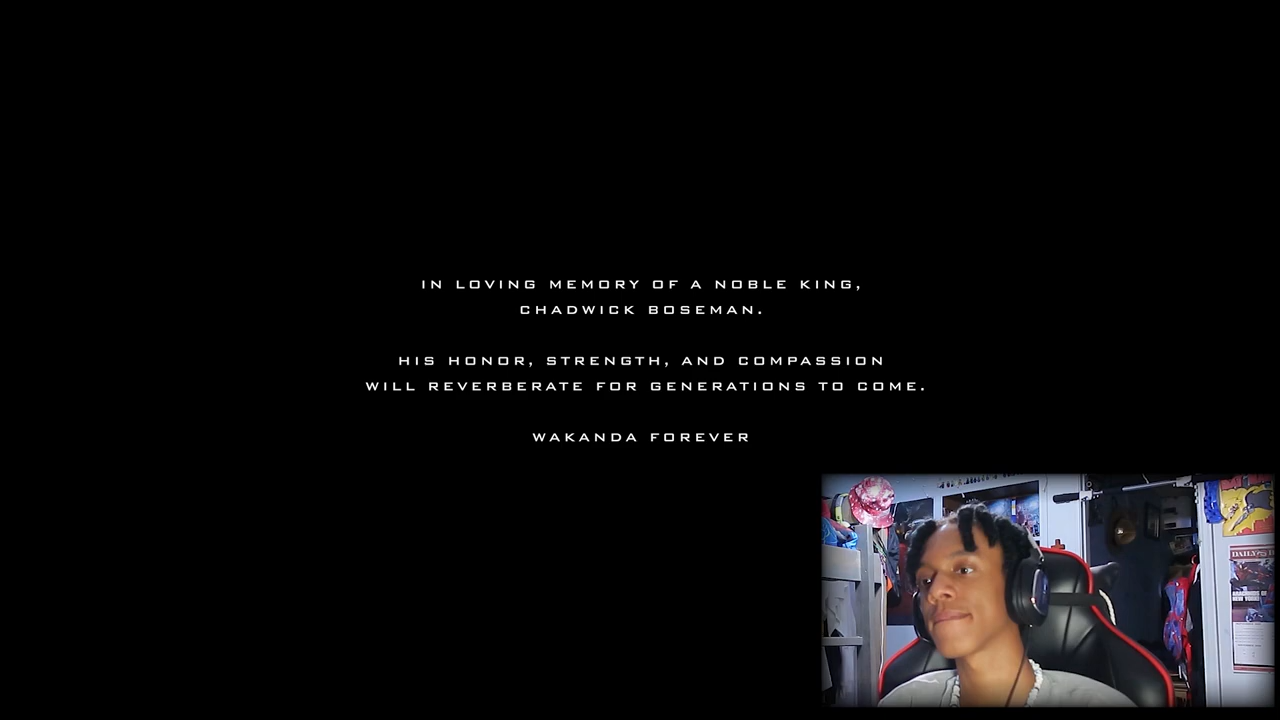 IN LOVING MEMORY OF A NOBLE KING,
CHADWICK BOSEMAN.
HIS HONOR, STRENGTH, AND COMPASSION
WILL REVERBERATE FOR GENERATIONS TO COME.
WAKANDA FOREVER